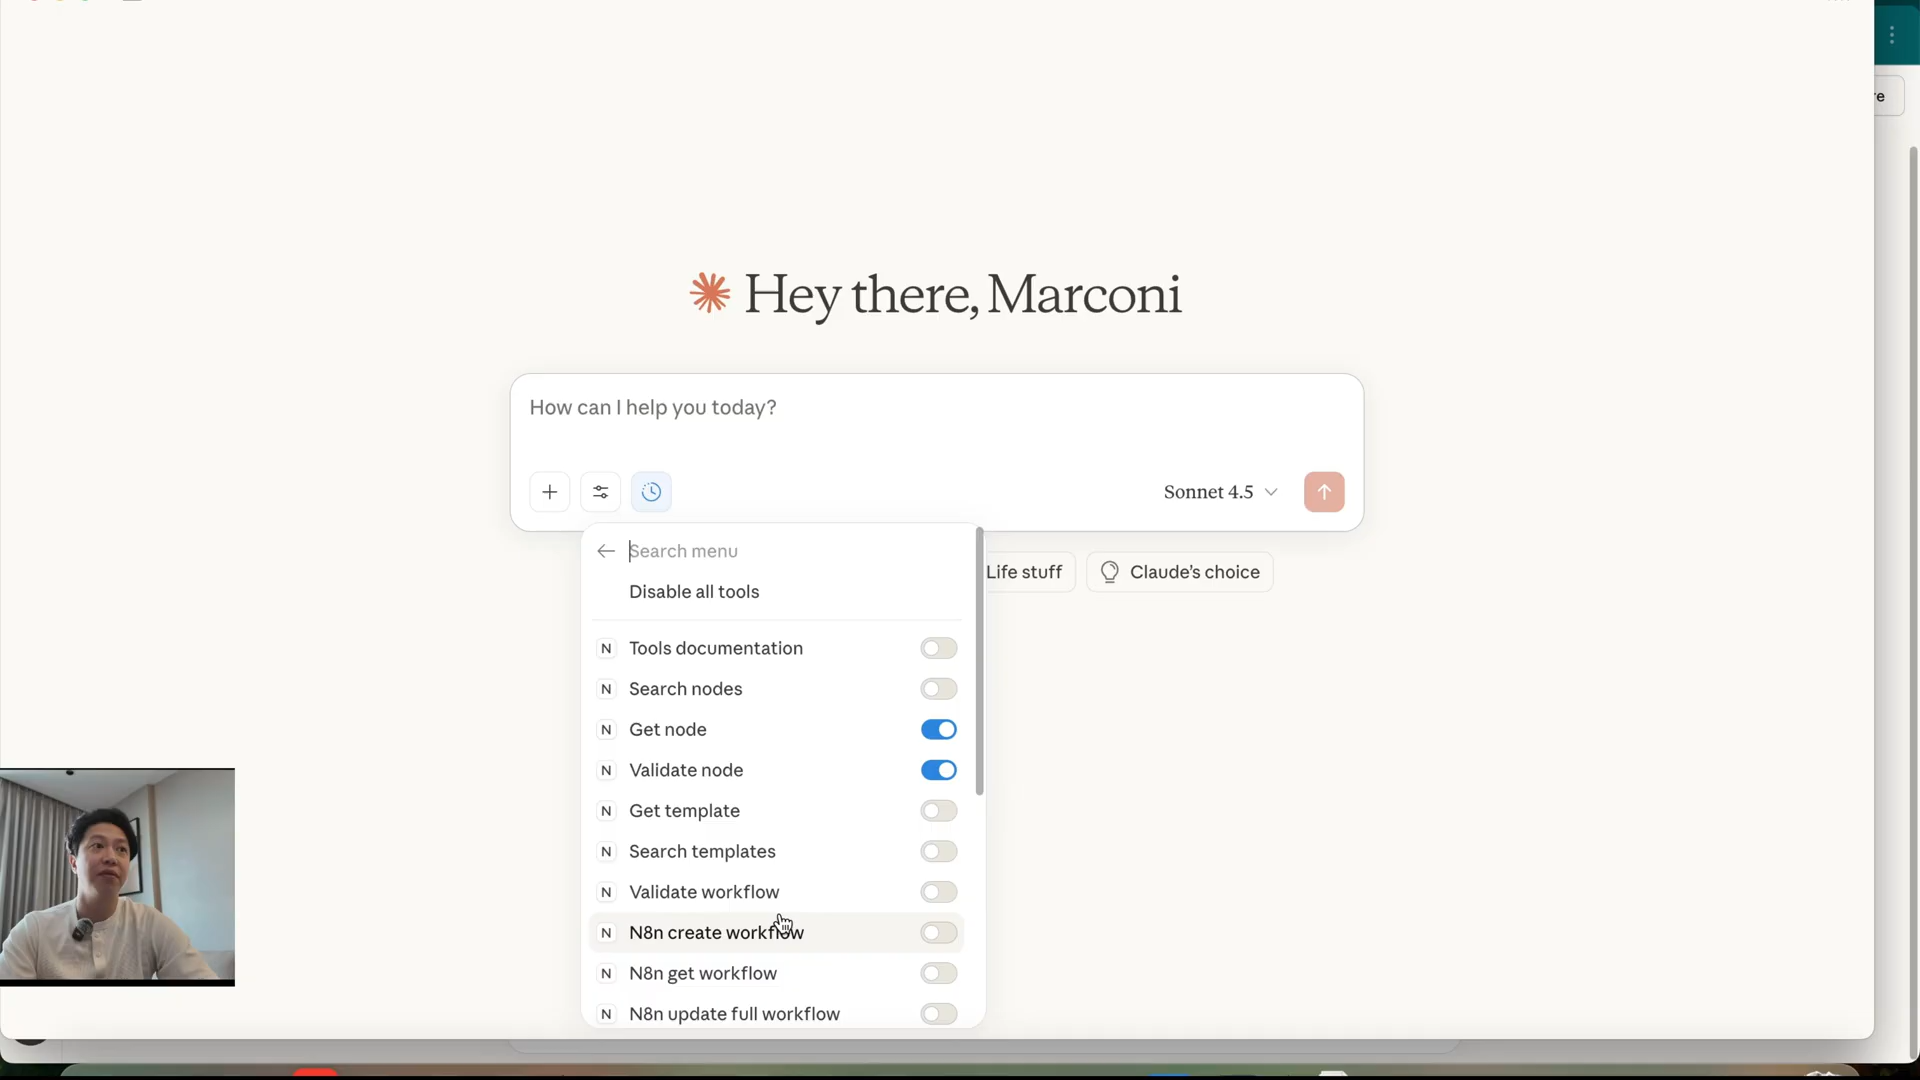 re
Hey there, Marconi
How can I help you today?
Sonnet 4.5
Search menu
Life stuff
Claude's choice
Disable all tools
N Tools documentation
N Search nodes
N Get node
N Validate node
N Get template
N Search templates
N Validate workflow
N N8n create workflow
N N8n get workflow
N N8n update full workflow